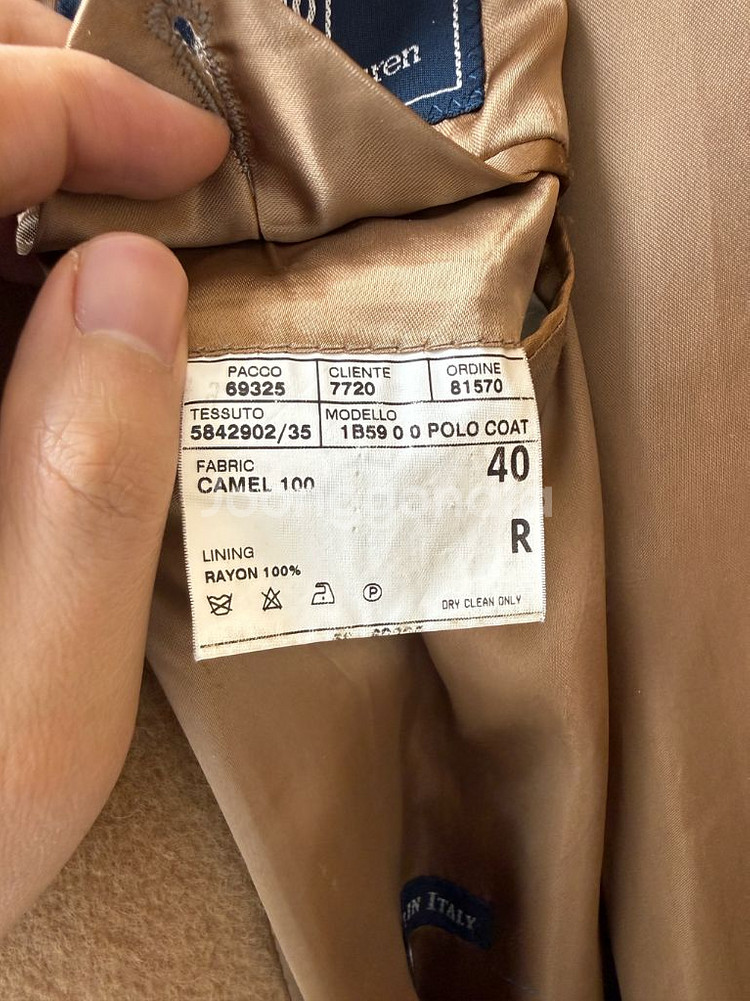 ren
PACCO
69325
CLIENTE
7720
ORDINE
81570
TESSUTO
5842902/35
MODELLO
1B59 0 0 POLO COAT
FABRIC
CAMEL 100
40
R
LINING
RAYON 100%
P
DRY CLEAN ONLY
IN ITALY